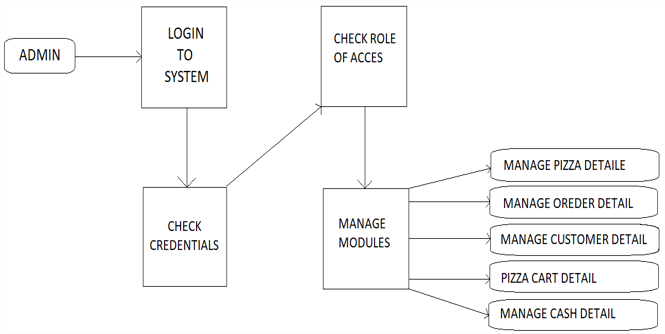 ADMIN
LOGIN
TO
SYSTEM
CHECK
CREDENTIALS
CHECK ROLE
OF ACCES
MANAGE
MODULES
MANAGE PIZZA DETAILE
MANAGE OREDER DETAIL
MANAGE CUSTOMER DETAIL
PIZZA CART DETAIL
MANAGE CASH DETAIL